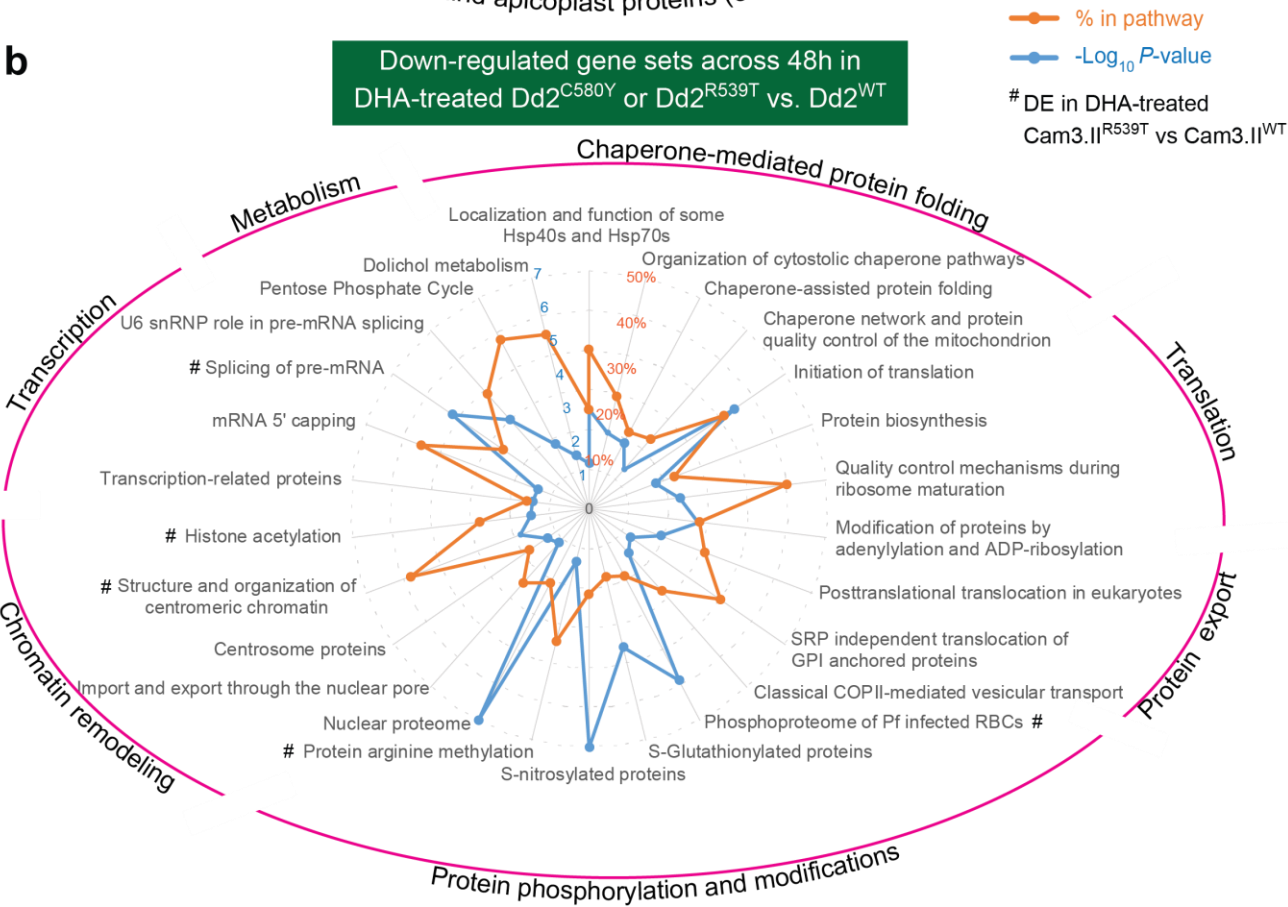 and apicoplast proteins (
b
Down-regulated gene sets across 48h in
DHA-treated Dd2C580Y or Dd2R539T vs. Dd2WT
% in pathway
-Log10 P-value
# DE in DHA-treated
Cam3.IIR539T vs Cam3.IIWT
Chaperone-mediated protein folding
Metabolism
Transcription
Translation
Protein export
Chromatin remodeling
Protein phosphorylation and modifications
Localization and function of some
Hsp40s and Hsp70s
Organization of cytostolic chaperone pathways
Chaperone-assisted protein folding
Chaperone network and protein
quality control of the mitochondrion
Initiation of translation
Protein biosynthesis
Quality control mechanisms during
ribosome maturation
Modification of proteins by
adenylylation and ADP-ribosylation
Posttranslational translocation in eukaryotes
SRP independent translocation of
GPI anchored proteins
Classical COPII-mediated vesicular transport
Phosphoproteome of Pf infected RBCs #
S-Glutathionylated proteins
S-nitrosylated proteins
# Protein arginine methylation
Nuclear proteome
Import and export through the nuclear pore
Centrosome proteins
# Structure and organization of
centromeric chromatin
# Histone acetylation
Transcription-related proteins
mRNA 5' capping
# Splicing of pre-mRNA
U6 snRNP role in pre-mRNA splicing
Pentose Phosphate Cycle
Dolichol metabolism
7
6
5
4
3
2
1
0
50%
40%
30%
20%
10%